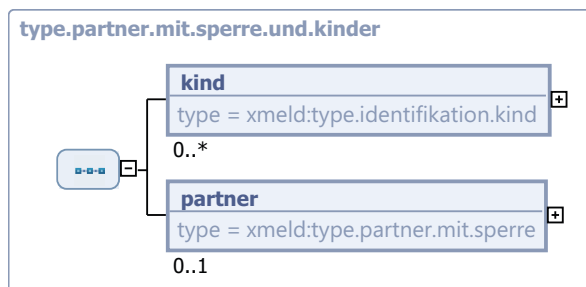 type.partner.mit.sperre.und.kinder
kind
type = xmeld:type.identifikation.kind
0..*
partner
type = xmeld:type.partner.mit.sperre
0..1